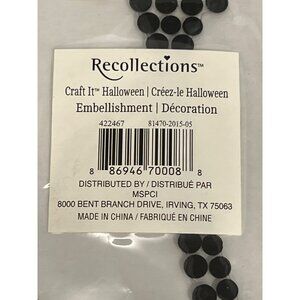 Recollections™
Craft It™ Halloween | Créez-le Halloween
Embellishment | Décoration
422467 81470-2015-05
8 86946 70008 8
DISTRIBUTED BY / DISTRIBUÉ PAR
MSPCI
8000 BENT BRANCH DRIVE, IRVING, TX 75063
MADE IN CHINA / FABRIQUÉ EN CHINE